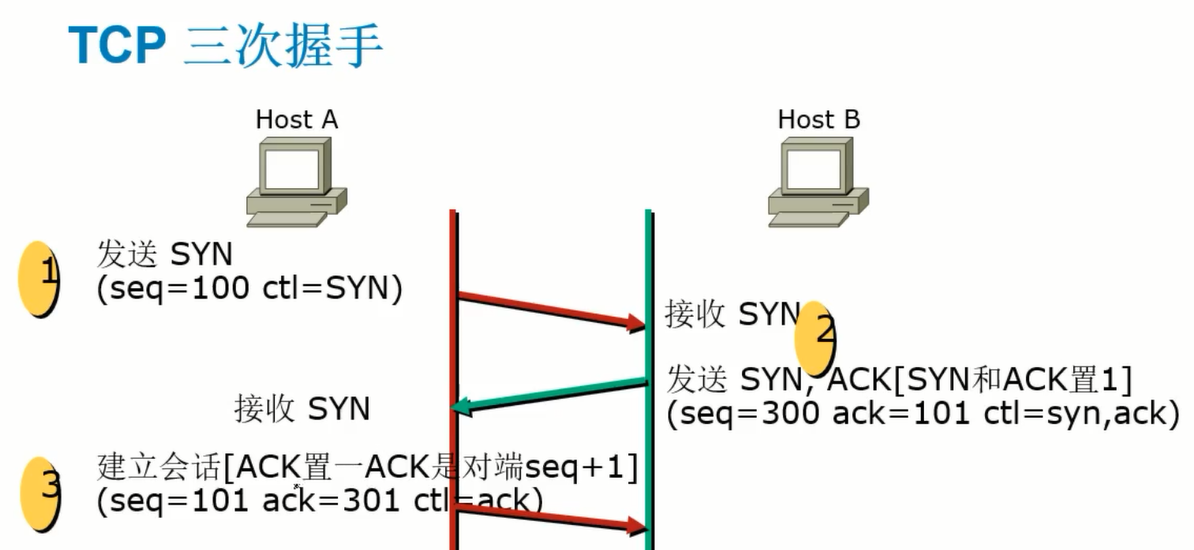 TCP 三次握手
Host A
Host B
1
发送 SYN
(seq=100 ctl=SYN)
接收 SYN
2
发送 SYN, ACK[SYN和ACK置1]
(seq=300 ack=101 ctl=syn,ack)
接收 SYN
3
建立会话[ACK置一ACK是对端seq+1]
(seq=101 ack=301 ctl=ack)